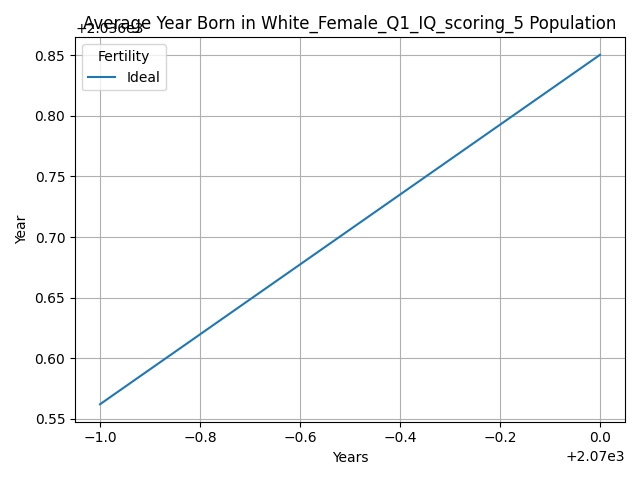 Average Year Born in White_Female_Q1_IQ_scoring_5 Population
+2.036e3
Fertility
Ideal
0.85
0.80
0.75
0.70
0.65
0.60
0.55
Year
−1.0 −0.8 −0.6 −0.4 −0.2 0.0
Years
+2.07e3